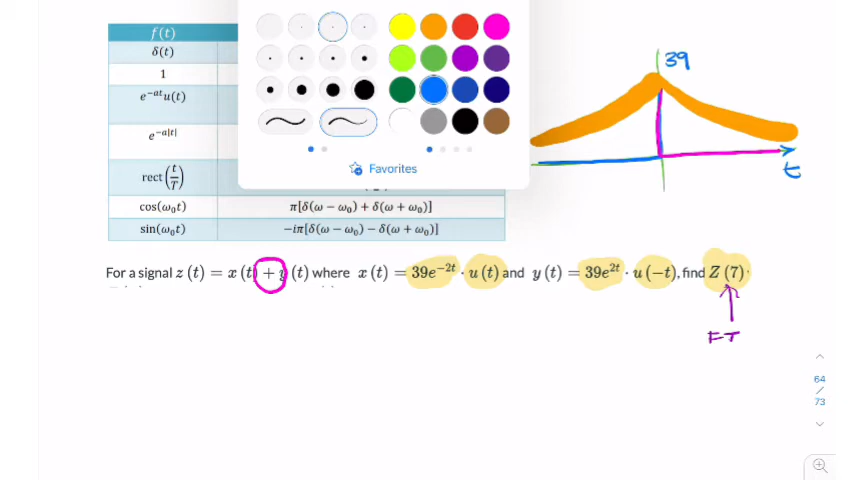 f(t)
δ(t)
1
e^{-at}u(t)
e^{-a|t|}
rect(t/T)
cos(ω₀t) π[δ(ω − ω₀) + δ(ω + ω₀)]
sin(ω₀t) −iπ[δ(ω − ω₀) − δ(ω + ω₀)]
Favorites
39
t
For a signal z (t) = x (t) + y (t) where x (t) = 39e^{−2t} · u (t) and y (t) = 39e^{2t} · u (−t), find Z (7).
FT
64
/
73